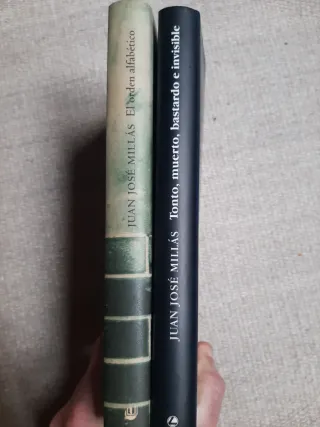 JUAN JOSÉ MILLÁS El orden alfabético
JUAN JOSÉ MILLÁS Tonto, muerto, bastardo e invisible